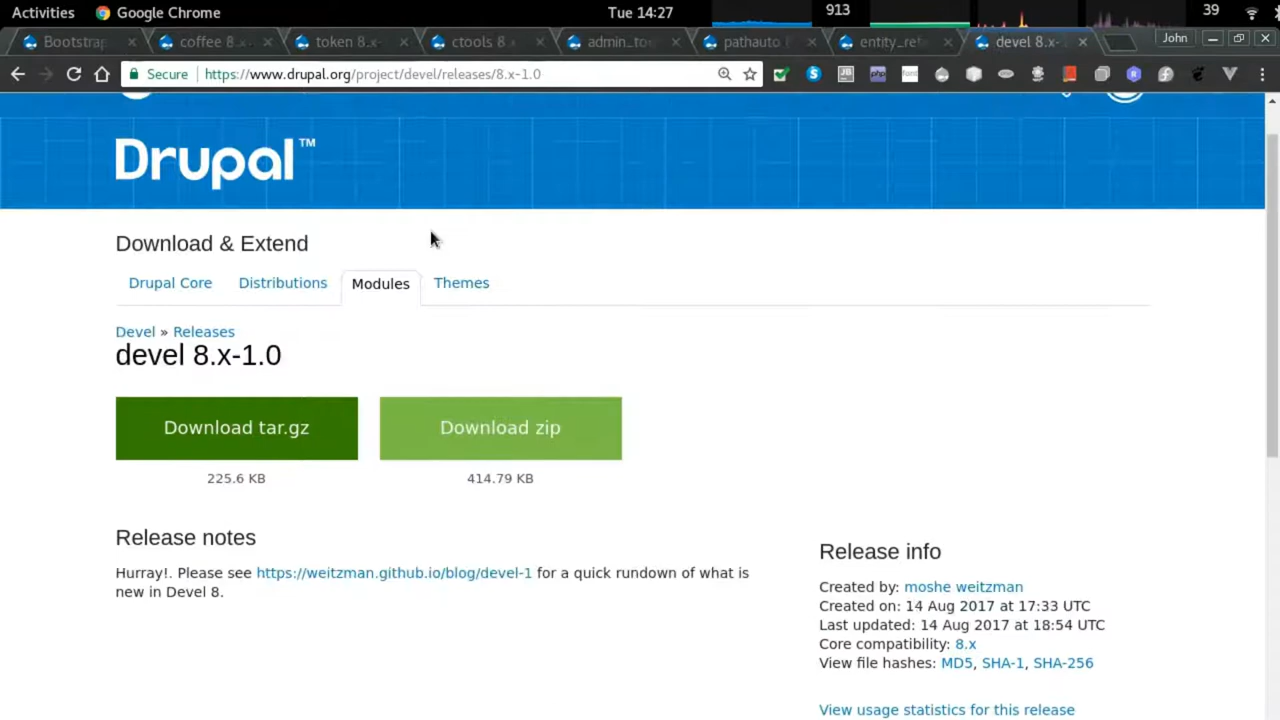 Activities Google Chrome Tue 14:27 913 39
Bootstrap coffee 8.x- token 8.x- ctools 8 admin_to pathauto entity_ref devel 8.x- John
Secure https://www.drupal.org/project/devel/releases/8.x-1.0
Drupal™
Download & Extend
Drupal Core Distributions Modules Themes
Devel » Releases
devel 8.x-1.0
Download tar.gz Download zip
225.6 KB 414.79 KB
Release notes
Hurray!. Please see https://weitzman.github.io/blog/devel-1 for a quick rundown of what is
new in Devel 8.
Release info
Created by: moshe weitzman
Created on: 14 Aug 2017 at 17:33 UTC
Last updated: 14 Aug 2017 at 18:54 UTC
Core compatibility: 8.x
View file hashes: MD5, SHA-1, SHA-256
View usage statistics for this release